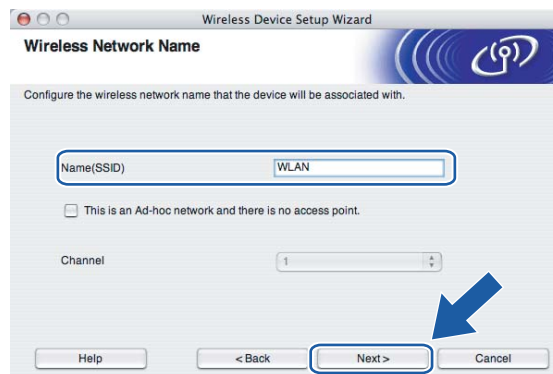 Wireless Device Setup Wizard
Wireless Network Name
Configure the wireless network name that the device will be associated with.
Name(SSID) WLAN
This is an Ad-hoc network and there is no access point.
Channel 1
Help < Back Next > Cancel